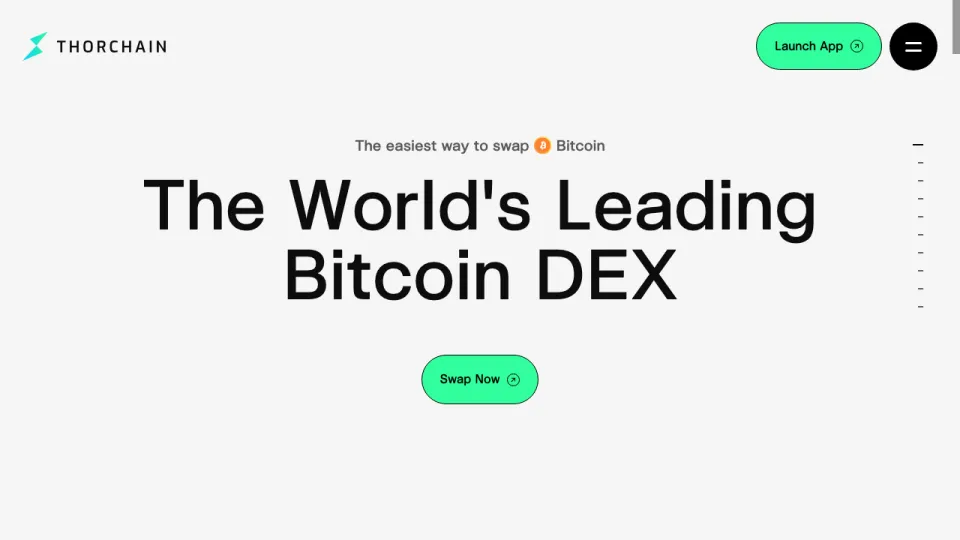 THORCHAIN
Launch App
The easiest way to swap Bitcoin
The World's Leading
Bitcoin DEX
Swap Now